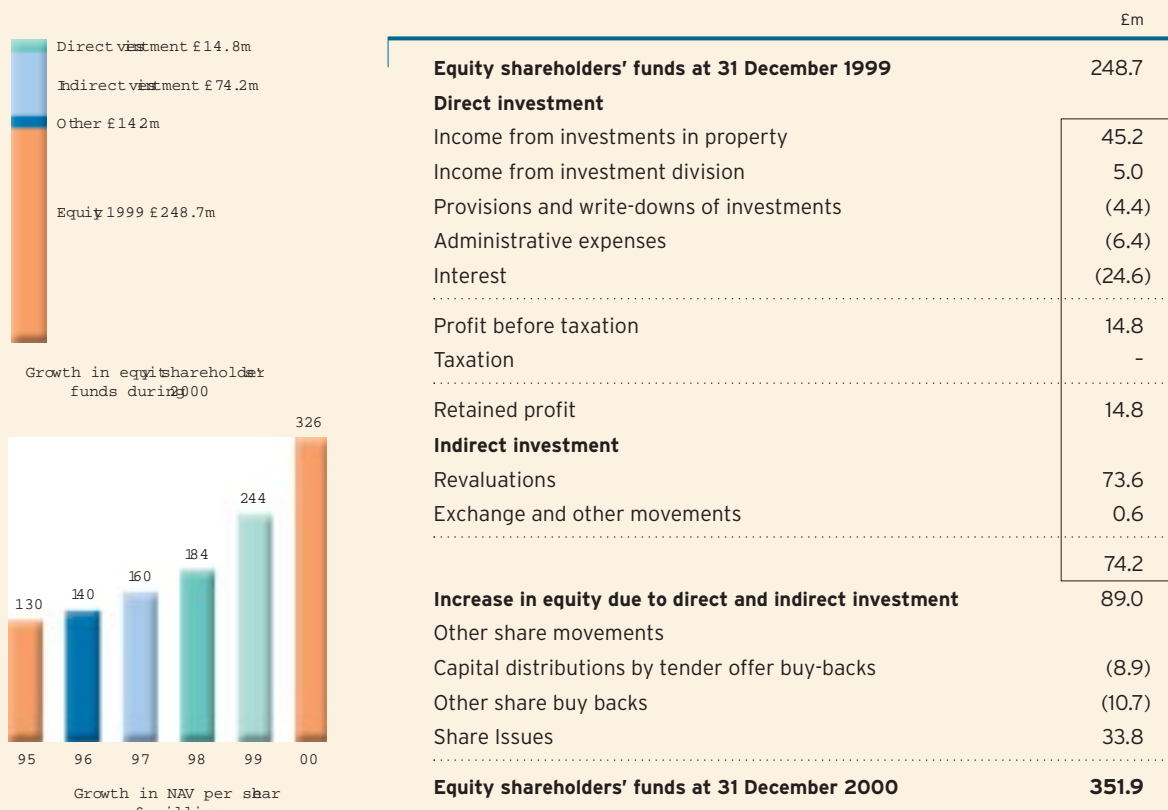 Direct investment £14.8m
Indirect investment £74.2m
Other £14.2m
Equity 1999 £248.7m
Growth in equity shareholders'
funds during 2000
326
244
184
160
140
130
95 96 97 98 99 00
Growth in NAV per share
£m
Equity shareholders’ funds at 31 December 1999 248.7
Direct investment
Income from investments in property 45.2
Income from investment division 5.0
Provisions and write-downs of investments (4.4)
Administrative expenses (6.4)
Interest (24.6)
Profit before taxation 14.8
Taxation -
Retained profit 14.8
Indirect investment
Revaluations 73.6
Exchange and other movements 0.6
74.2
Increase in equity due to direct and indirect investment 89.0
Other share movements
Capital distributions by tender offer buy-backs (8.9)
Other share buy backs (10.7)
Share Issues 33.8
Equity shareholders’ funds at 31 December 2000 351.9